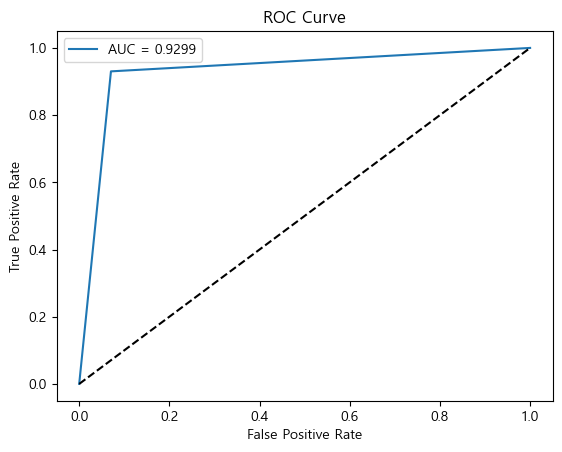 ROC Curve
AUC = 0.9299
1.0
0.8
0.6
0.4
0.2
0.0
True Positive Rate
0.0 0.2 0.4 0.6 0.8 1.0
False Positive Rate